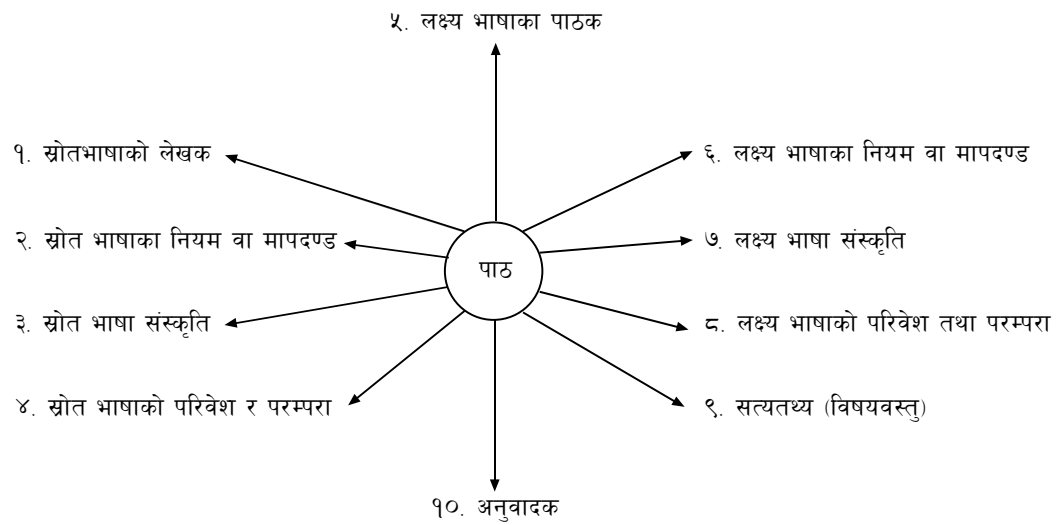 ५. लक्ष्य भाषाका पाठक
१. स्रोतभाषाको लेखक
६. लक्ष्य भाषाका नियम वा मापदण्ड
२. स्रोत भाषाका नियम वा मापदण्ड
७. लक्ष्य भाषा संस्कृति
पाठ
३. स्रोत भाषा संस्कृति
८. लक्ष्य भाषाको परिवेश तथा परम्परा
४. स्रोत भाषाको परिवेश र परम्परा
९. सत्यतथ्य (विषयवस्तु)
१०. अनुवादक